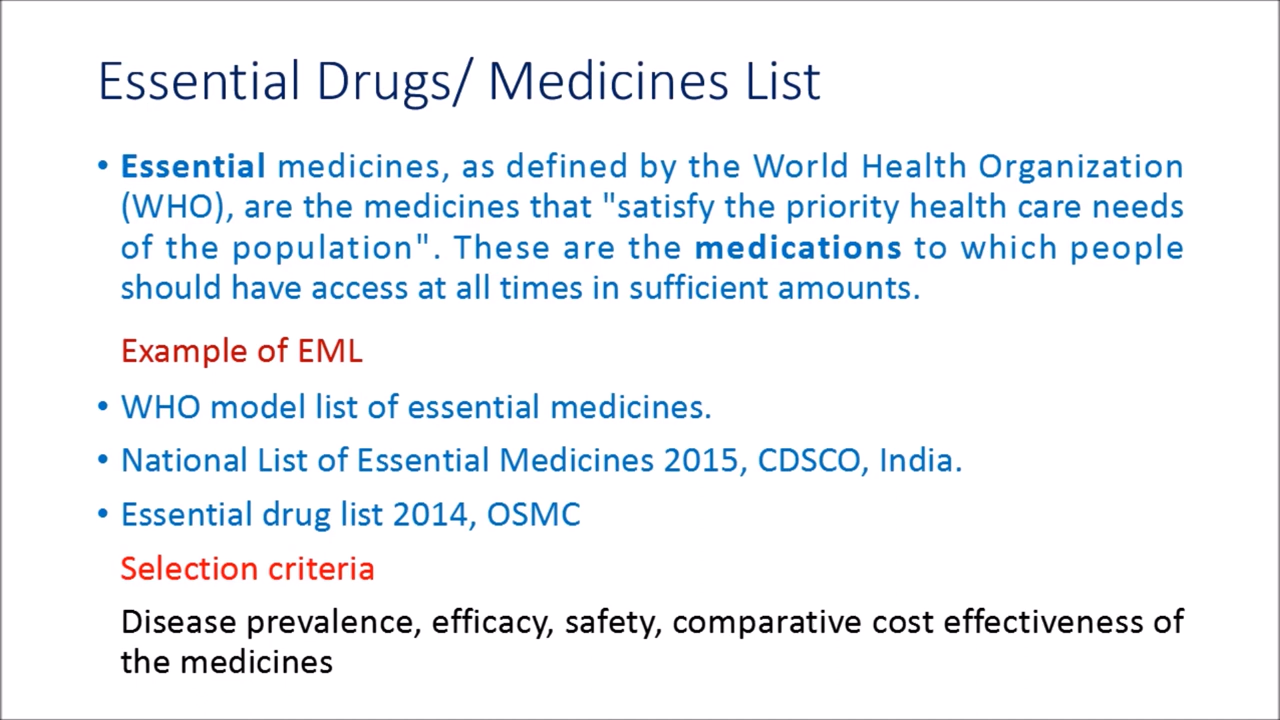 Essential Drugs/ Medicines List
• Essential medicines, as defined by the World Health Organization
(WHO), are the medicines that "satisfy the priority health care needs
of the population". These are the medications to which people
should have access at all times in sufficient amounts.
Example of EML
• WHO model list of essential medicines.
• National List of Essential Medicines 2015, CDSCO, India.
• Essential drug list 2014, OSMC
Selection criteria
Disease prevalence, efficacy, safety, comparative cost effectiveness of
the medicines